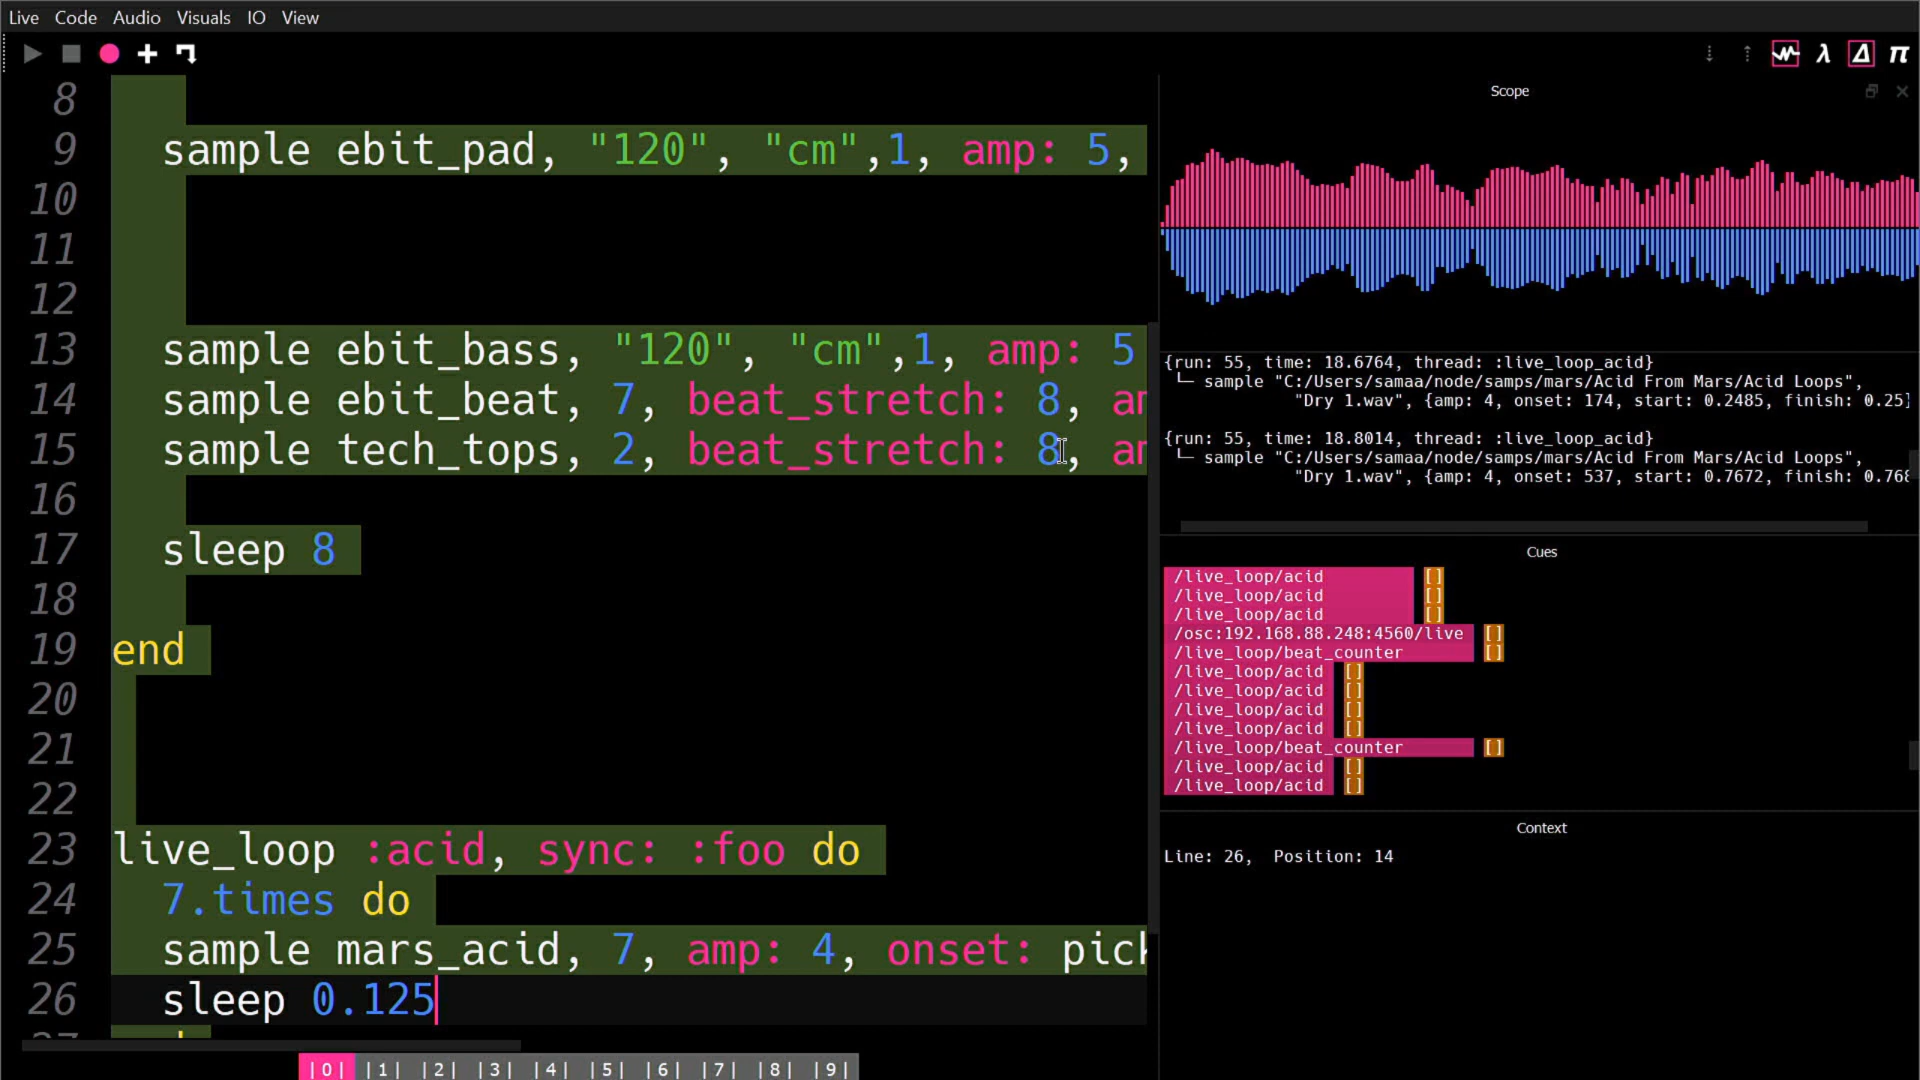 Live Code Audio Visuals IO View
λ Δ π
8
9 sample ebit_pad, "120", "cm",1, amp: 5,
10
11
12
13 sample ebit_bass, "120", "cm",1, amp: 5
14 sample ebit_beat, 7, beat_stretch: 8,
15 sample tech_tops, 2, beat_stretch: 8,
16
17 sleep 8
18
19 end
20
21
22
23 live_loop :acid, sync: :foo do
24 7.times do
25 sample mars_acid, 7, amp: 4, onset: pick
26 sleep 0.125
|0| |1| |2| |3| |4| |5| |6| |7| |8| |9|
Scope
{run: 55, time: 18.6764, thread: :live_loop_acid}
└─ sample "C:/Users/samaa/node/samps/mars/Acid From Mars/Acid Loops",
"Dry 1.wav", {amp: 4, onset: 174, start: 0.2485, finish: 0.25}
{run: 55, time: 18.8014, thread: :live_loop_acid}
└─ sample "C:/Users/samaa/node/samps/mars/Acid From Mars/Acid Loops",
"Dry 1.wav", {amp: 4, onset: 537, start: 0.7672, finish: 0.768
Cues
/live_loop/acid []
/live_loop/acid []
/live_loop/acid []
/osc:192.168.88.248:4560/live []
/live_loop/beat_counter []
/live_loop/acid []
/live_loop/acid []
/live_loop/acid []
/live_loop/acid []
/live_loop/beat_counter []
/live_loop/acid []
/live_loop/acid []
Context
Line: 26, Position: 14